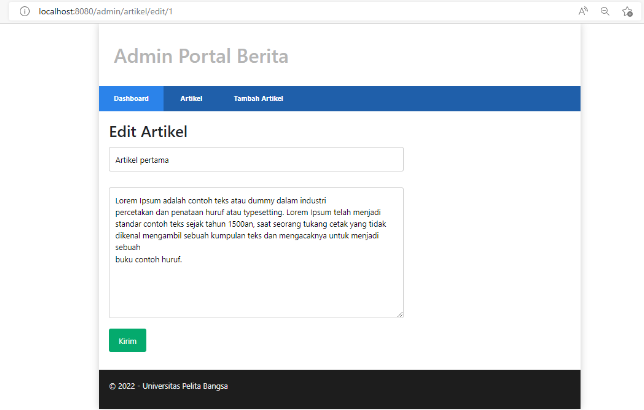 localhost:8080/admin/artikel/edit/1
Admin Portal Berita
Dashboard Artikel Tambah Artikel
Edit Artikel
Artikel pertama
Lorem Ipsum adalah contoh teks atau dummy dalam industri
percetakan dan penataan huruf atau typesetting. Lorem Ipsum telah menjadi
standar contoh teks sejak tahun 1500an, saat seorang tukang cetak yang tidak
dikenal mengambil sebuah kumpulan teks dan mengacaknya untuk menjadi
sebuah
buku contoh huruf.
Kirim
© 2022 - Universitas Pelita Bangsa